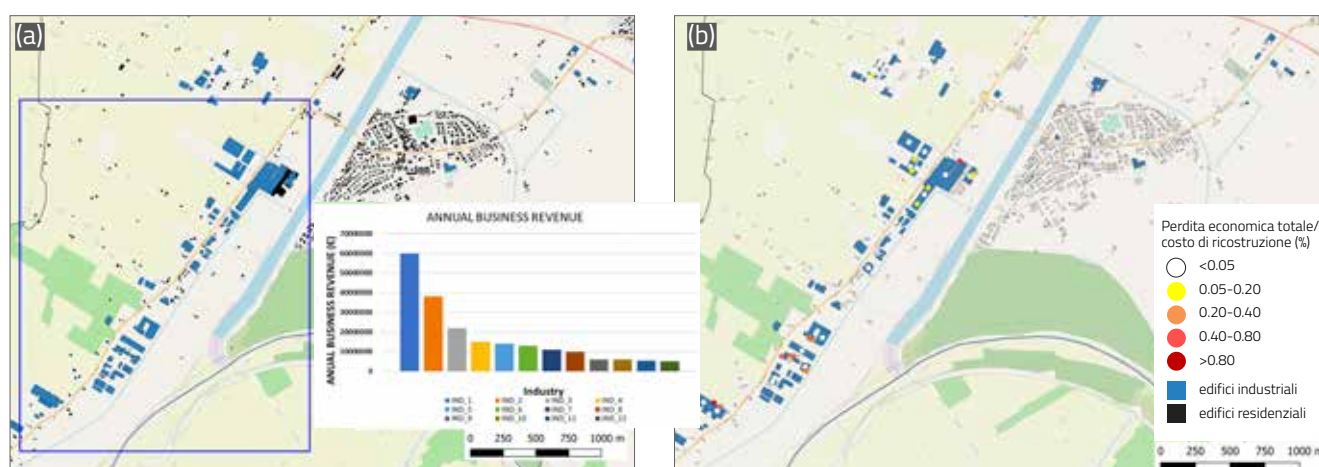 (a)
ANNUAL BUSINESS REVENUE
ANUAL BUSINESS REVENUE (€)
70000000
60000000
50000000
40000000
30000000
20000000
10000000
0
Industry
IND_1 IND_2 IND_3 IND_4
IND_5 IND_6 IND_7 IND_8
IND_9 IND_10 IND_11
0 250 500 750 1000 m
(b)
Perdita economica totale/
costo di ricostruzione (%)
<0.05
0.05-0.20
0.20-0.40
0.40-0.80
>0.80
edifici industriali
edifici residenziali
0 250 500 750 1000 m